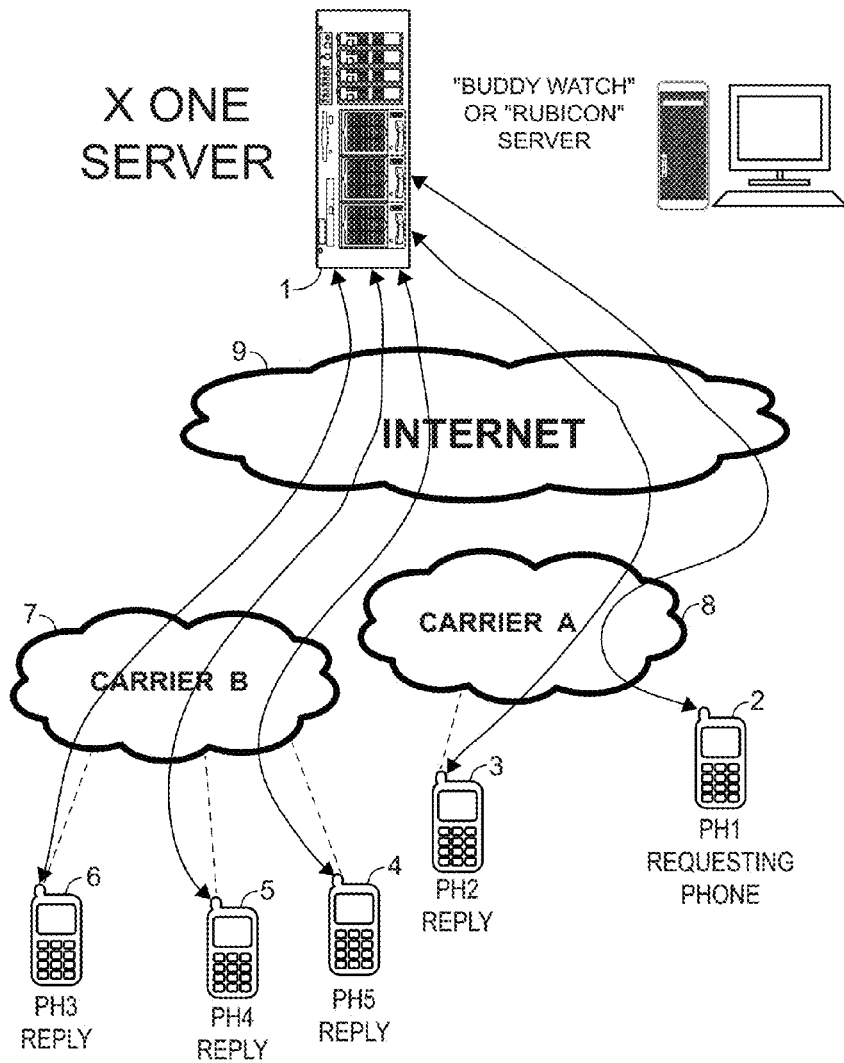 X ONE
SERVER
"BUDDY WATCH"
OR "RUBICON"
SERVER
1
9
INTERNET
7
CARRIER B
CARRIER A
8
2
3
PH1
REQUESTING
PHONE
PH2
REPLY
6
5
4
PH3
REPLY
PH4
REPLY
PH5
REPLY